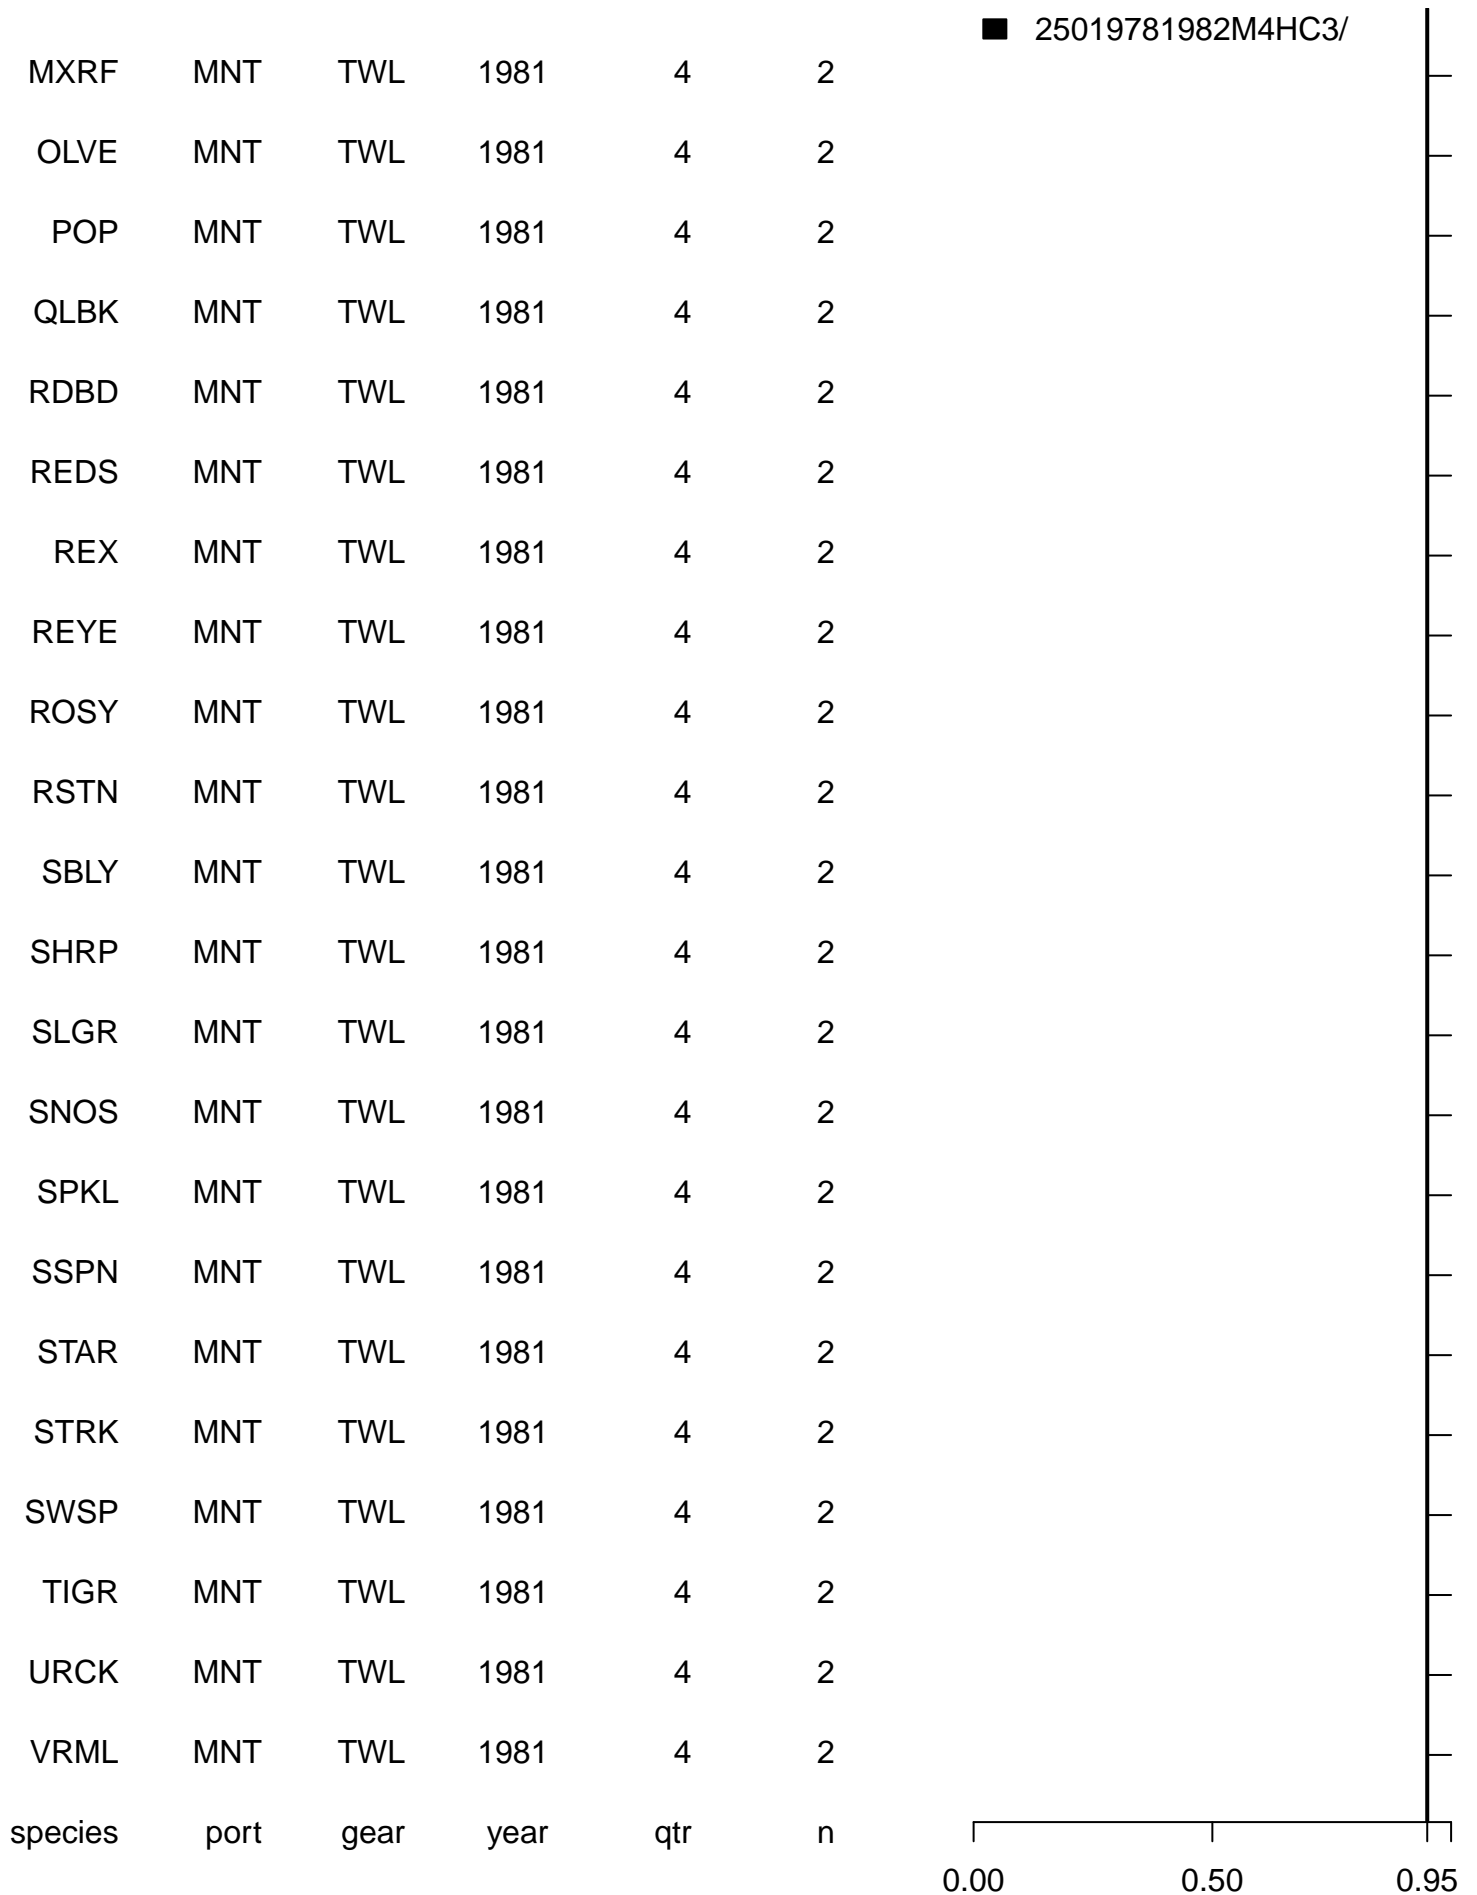 25019781982M4HC3/
MXRF MNT TWL 1981 4 2
OLVE MNT TWL 1981 4 2
POP MNT TWL 1981 4 2
QLBK MNT TWL 1981 4 2
RDBD MNT TWL 1981 4 2
REDS MNT TWL 1981 4 2
REX MNT TWL 1981 4 2
REYE MNT TWL 1981 4 2
ROSY MNT TWL 1981 4 2
RSTN MNT TWL 1981 4 2
SBLY MNT TWL 1981 4 2
SHRP MNT TWL 1981 4 2
SLGR MNT TWL 1981 4 2
SNOS MNT TWL 1981 4 2
SPKL MNT TWL 1981 4 2
SSPN MNT TWL 1981 4 2
STAR MNT TWL 1981 4 2
STRK MNT TWL 1981 4 2
SWSP MNT TWL 1981 4 2
TIGR MNT TWL 1981 4 2
URCK MNT TWL 1981 4 2
VRML MNT TWL 1981 4 2
species port gear year qtr n
0.00 0.50 0.95